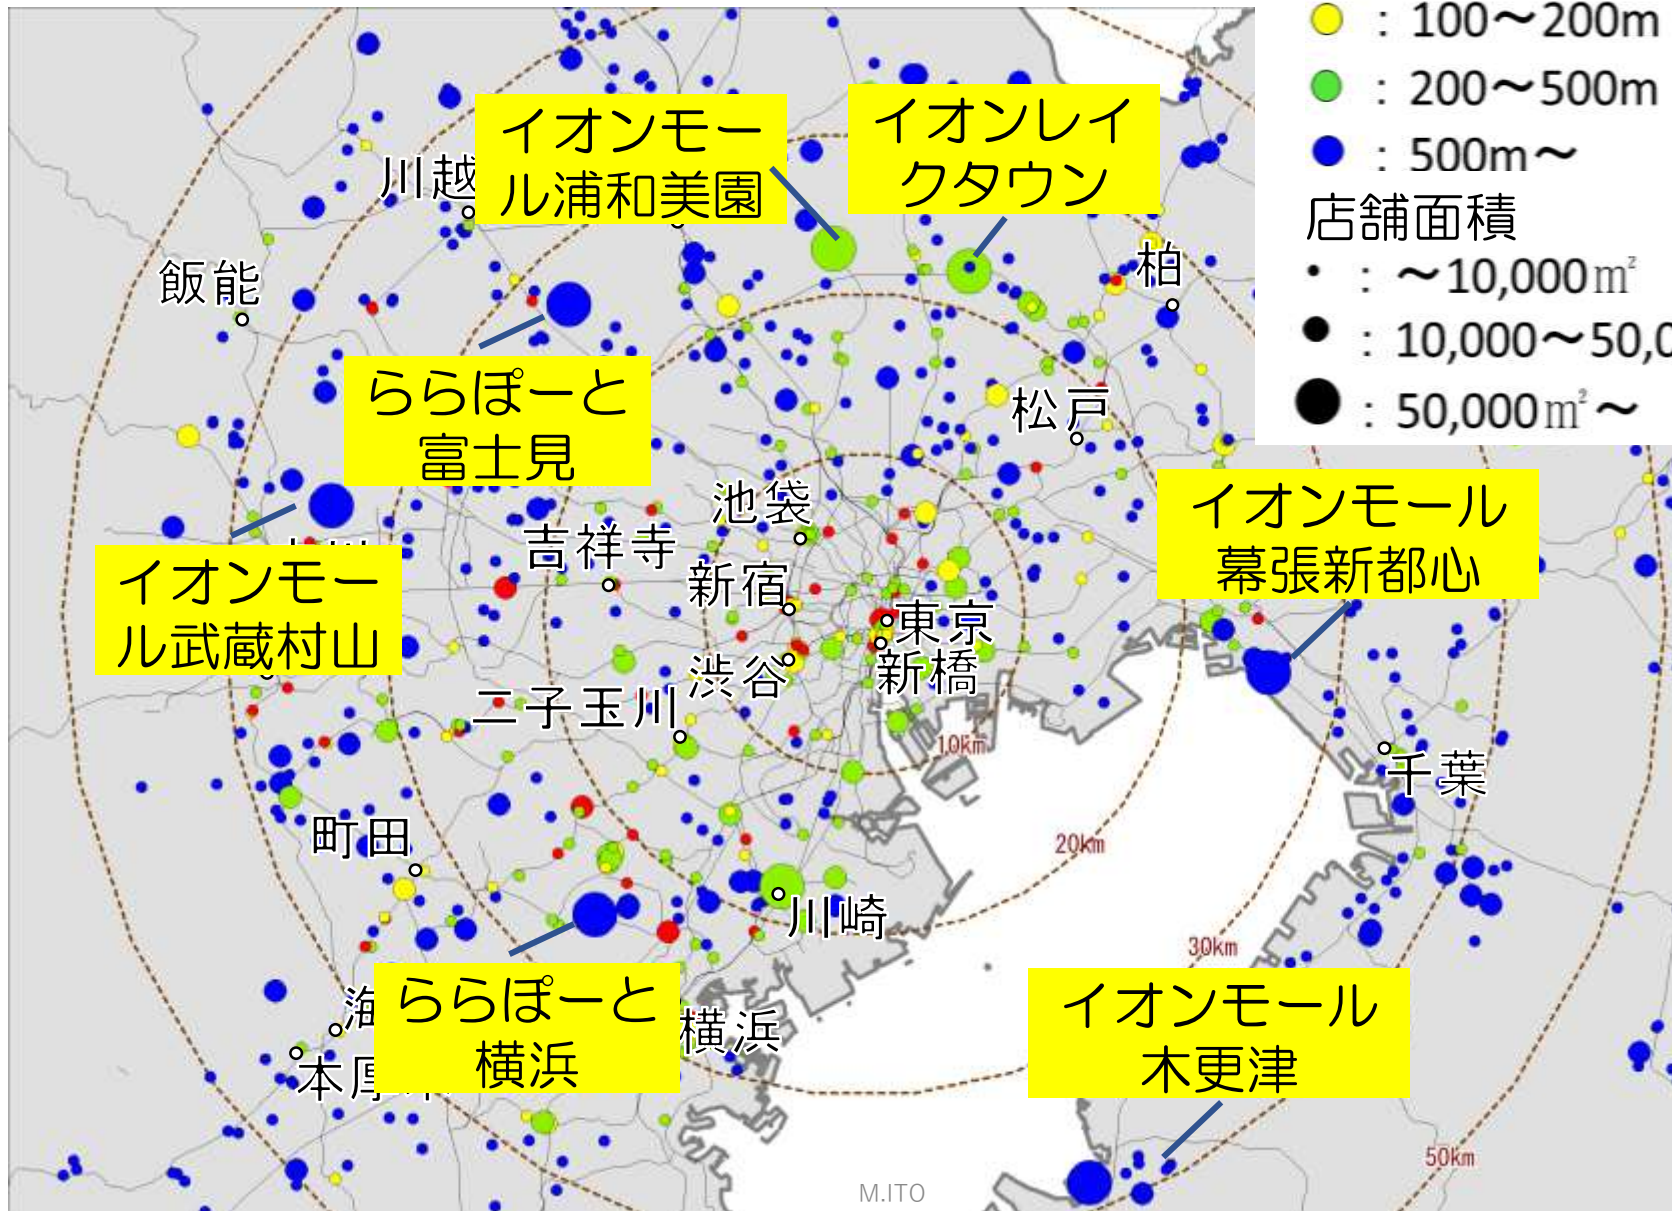 : 100～200m
: 200～500m
: 500m～
店舗面積
: ～10,000㎡
: 10,000～50,0
: 50,000㎡～
イオンモー
ル浦和美園
イオンレイ
クタウン
川越
柏
飯能
ららぽーと
富士見
松戸
池袋
イオンモール
幕張新都心
吉祥寺
イオンモー
ル武蔵村山
新宿
東京
渋谷
新橋
二子玉川
10km
千葉
町田
20km
川崎
30km
ららぽーと
横浜
海
横浜
イオンモール
木更津
本厚木
50km
M.ITO